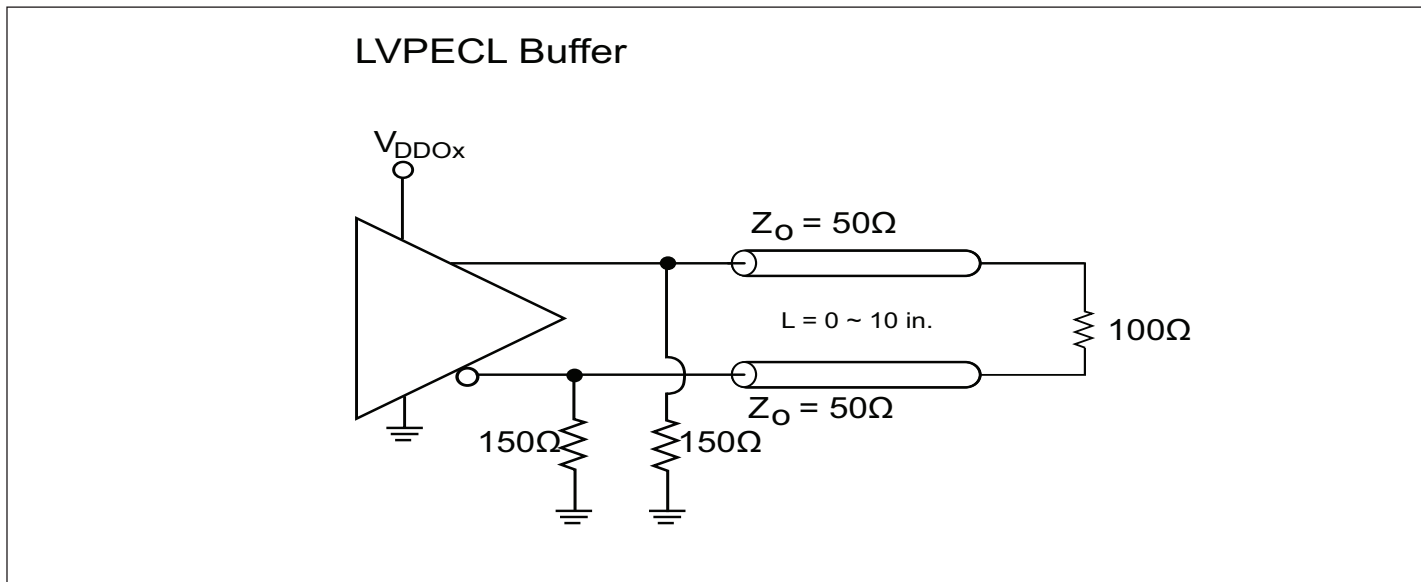 LVPECL Buffer
VDDOx
ZO = 50Ω
L = 0 ~ 10 in.
100Ω
ZO = 50Ω
150Ω
150Ω